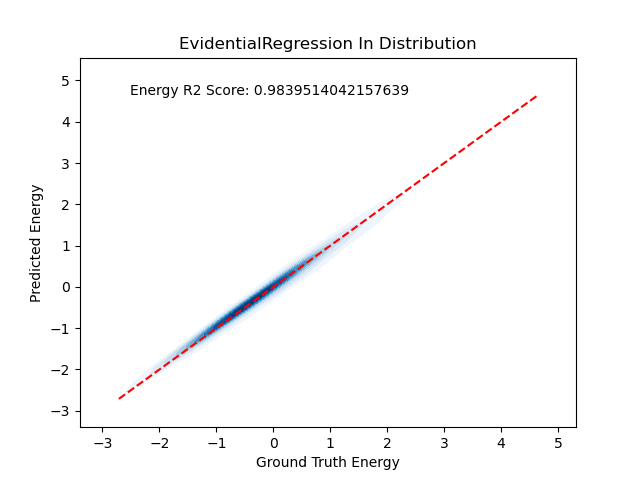 EvidentialRegression In Distribution
Energy R2 Score: 0.9839514042157639
5
4
3
2
1
0
−1
−2
−3
Predicted Energy
−3 −2 −1 0 1 2 3 4 5
Ground Truth Energy